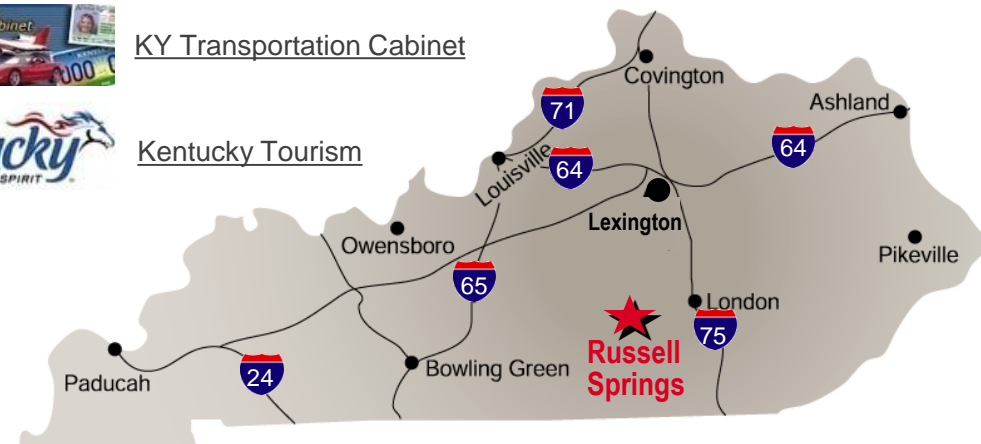 KY Transportation Cabinet
Kentucky Tourism
SPIRIT
Covington
71
Ashland
64
Louisville
64
Lexington
Owensboro
Pikeville
65
London
75
Russell
Springs
Bowling Green
24
Paducah